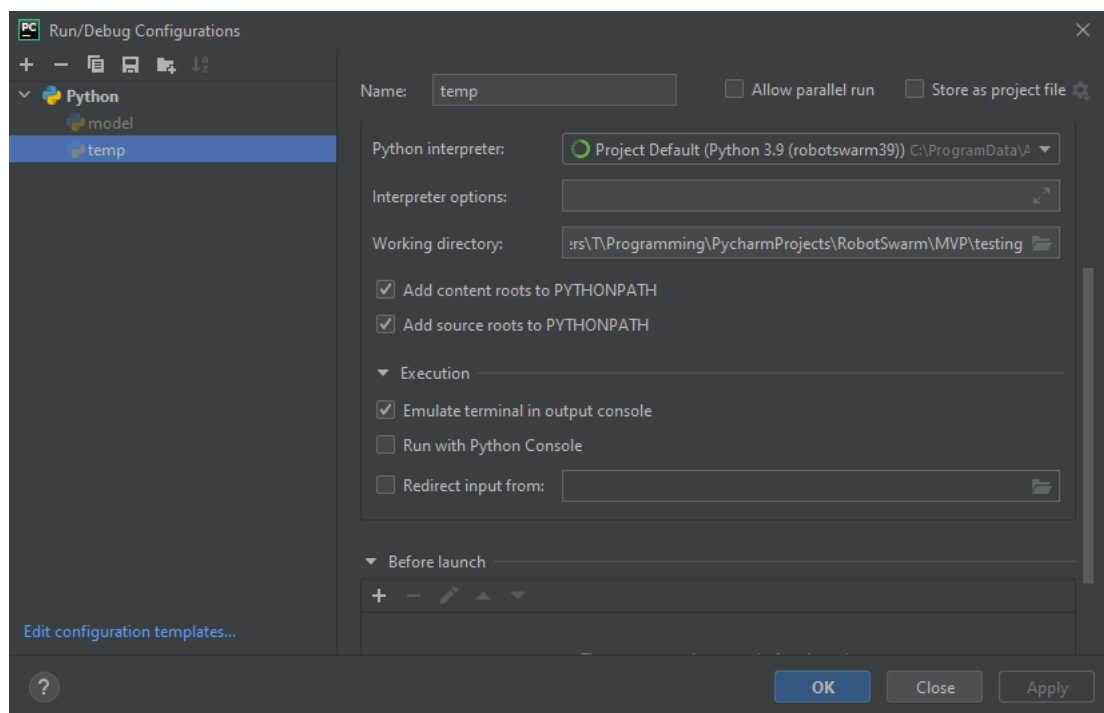 PC Run/Debug Configurations
Name: temp Allow parallel run Store as project file
Python
model
temp
Python interpreter: Project Default (Python 3.9 (robotswarm39)) C:\ProgramData\A
Interpreter options:
Working directory: ers\T\Programming\PycharmProjects\RobotSwarm\MVP\testing
Add content roots to PYTHONPATH
Add source roots to PYTHONPATH
Execution
Emulate terminal in output console
Run with Python Console
Redirect input from:
Before launch
Edit configuration templates...
? OK Close Apply